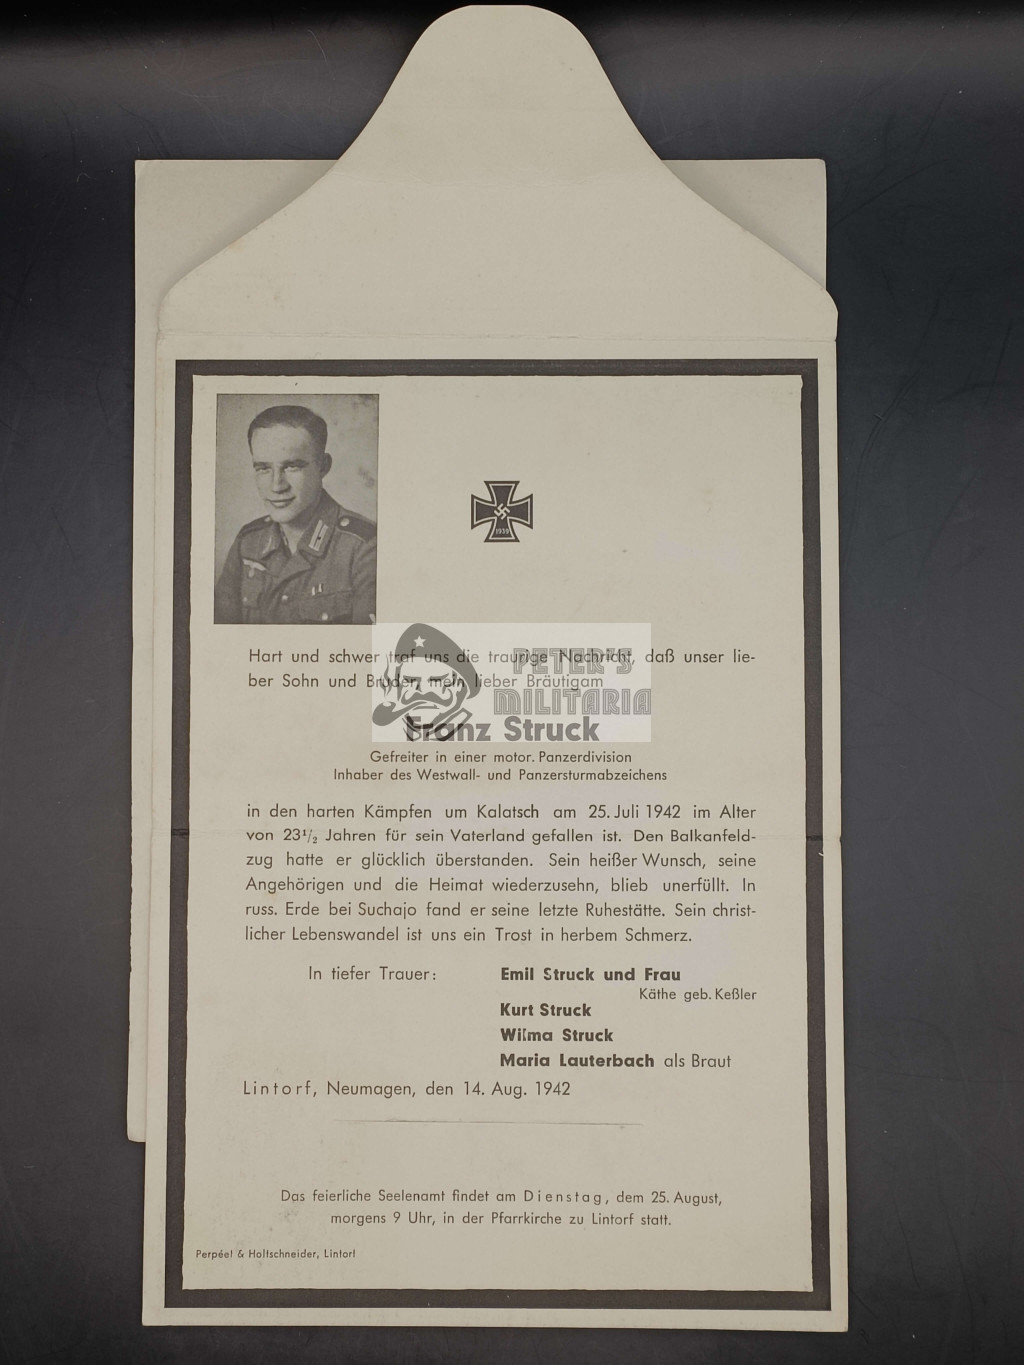 1939
Hart und schwer traf uns die traurige Nachricht, daß unser lie-
ber Sohn und Bruder, mein lieber Bräutigam
PETER'S
MILITARIA
Franz Struck
Gefreiter in einer motor. Panzerdivision
Inhaber des Westwall- und Panzersturmabzeichens
in den harten Kämpfen um Kalatsch am 25. Juli 1942 im Alter
von 23½ Jahren für sein Vaterland gefallen ist. Den Balkanfeld-
zug hatte er glücklich überstanden. Sein heißer Wunsch, seine
Angehörigen und die Heimat wiederzusehn, blieb unerfüllt. In
russ. Erde bei Suchajo fand er seine letzte Ruhestätte. Sein christ-
licher Lebenswandel ist uns ein Trost in herbem Schmerz.
In tiefer Trauer: Emil Struck und Frau
Käthe geb. Keßler
Kurt Struck
Wilma Struck
Maria Lauterbach als Braut
Lintorf, Neumagen, den 14. Aug. 1942
Das feierliche Seelenamt findet am Dienstag, dem 25. August,
morgens 9 Uhr, in der Pfarrkirche zu Lintorf statt.
Perpéet & Holtschneider, Lintorf